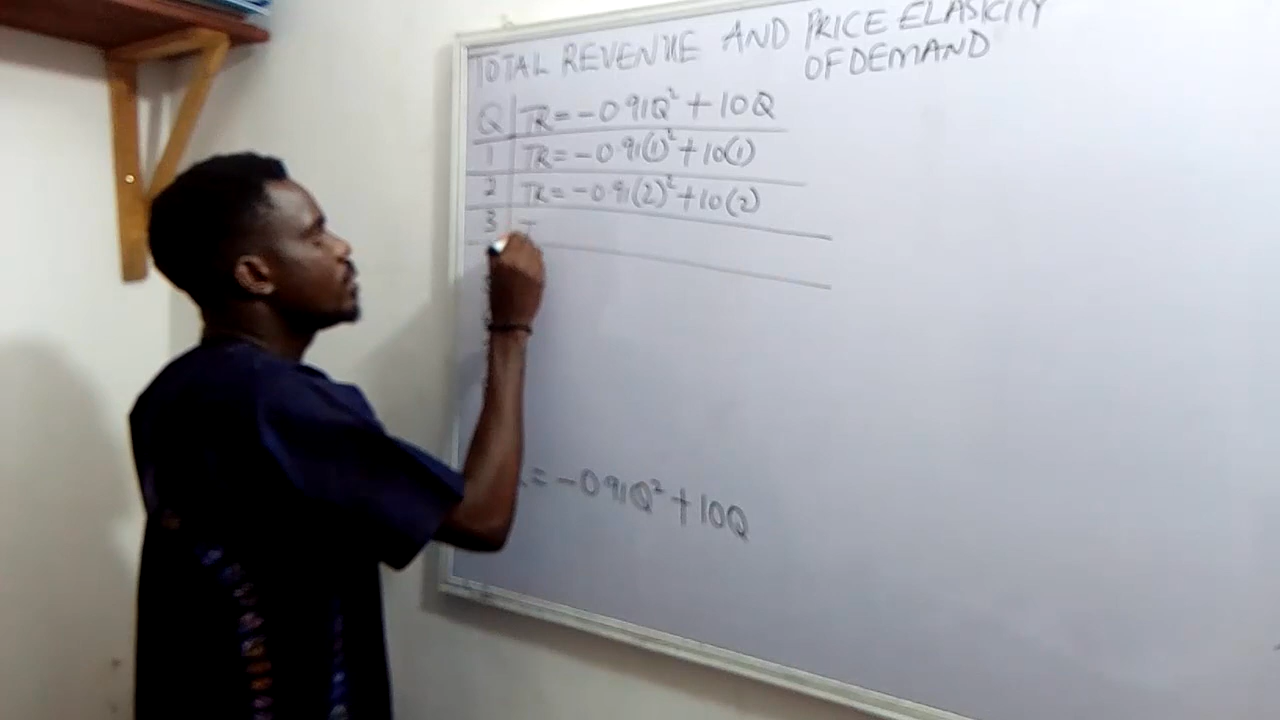 TOTAL REVENUE AND PRICE ELASICITY
OF DEMAND
Q TR = -0.91Q² + 10Q
1 TR = -0.91(1)² + 10(1)
2 TR = -0.91(2)² + 10(2)
3 T
= -0.91Q² + 10Q